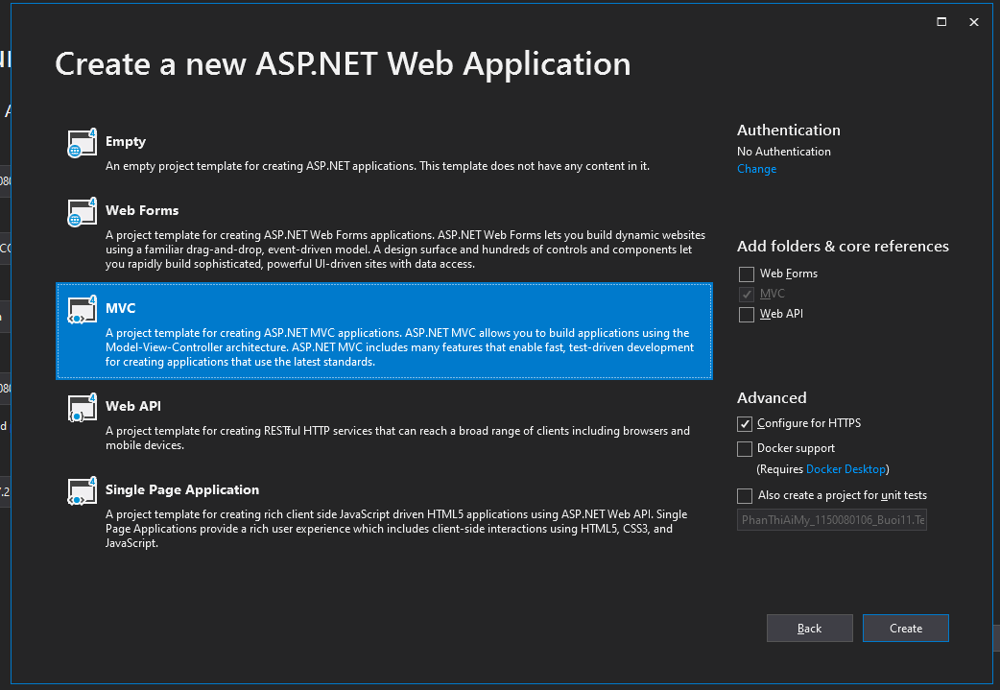 Create a new ASP.NET Web Application
Empty
An empty project template for creating ASP.NET applications. This template does not have any content in it.
Web Forms
A project template for creating ASP.NET Web Forms applications. ASP.NET Web Forms lets you build dynamic websites
using a familiar drag-and-drop, event-driven model. A design surface and hundreds of controls and components let
you rapidly build sophisticated, powerful UI-driven sites with data access.
MVC
A project template for creating ASP.NET MVC applications. ASP.NET MVC allows you to build applications using the
Model-View-Controller architecture. ASP.NET MVC includes many features that enable fast, test-driven development
for creating applications that use the latest standards.
Web API
A project template for creating RESTful HTTP services that can reach a broad range of clients including browsers and
mobile devices.
Single Page Application
A project template for creating rich client side JavaScript driven HTML5 applications using ASP.NET Web API. Single
Page Applications provide a rich user experience which includes client-side interactions using HTML5, CSS3, and
JavaScript.
Authentication
No Authentication
Change
Add folders & core references
Web Forms
MVC
Web API
Advanced
Configure for HTTPS
Docker support
(Requires Docker Desktop)
Also create a project for unit tests
PhanThiAiMy_1150080106_Buoi11.Te
Back
Create